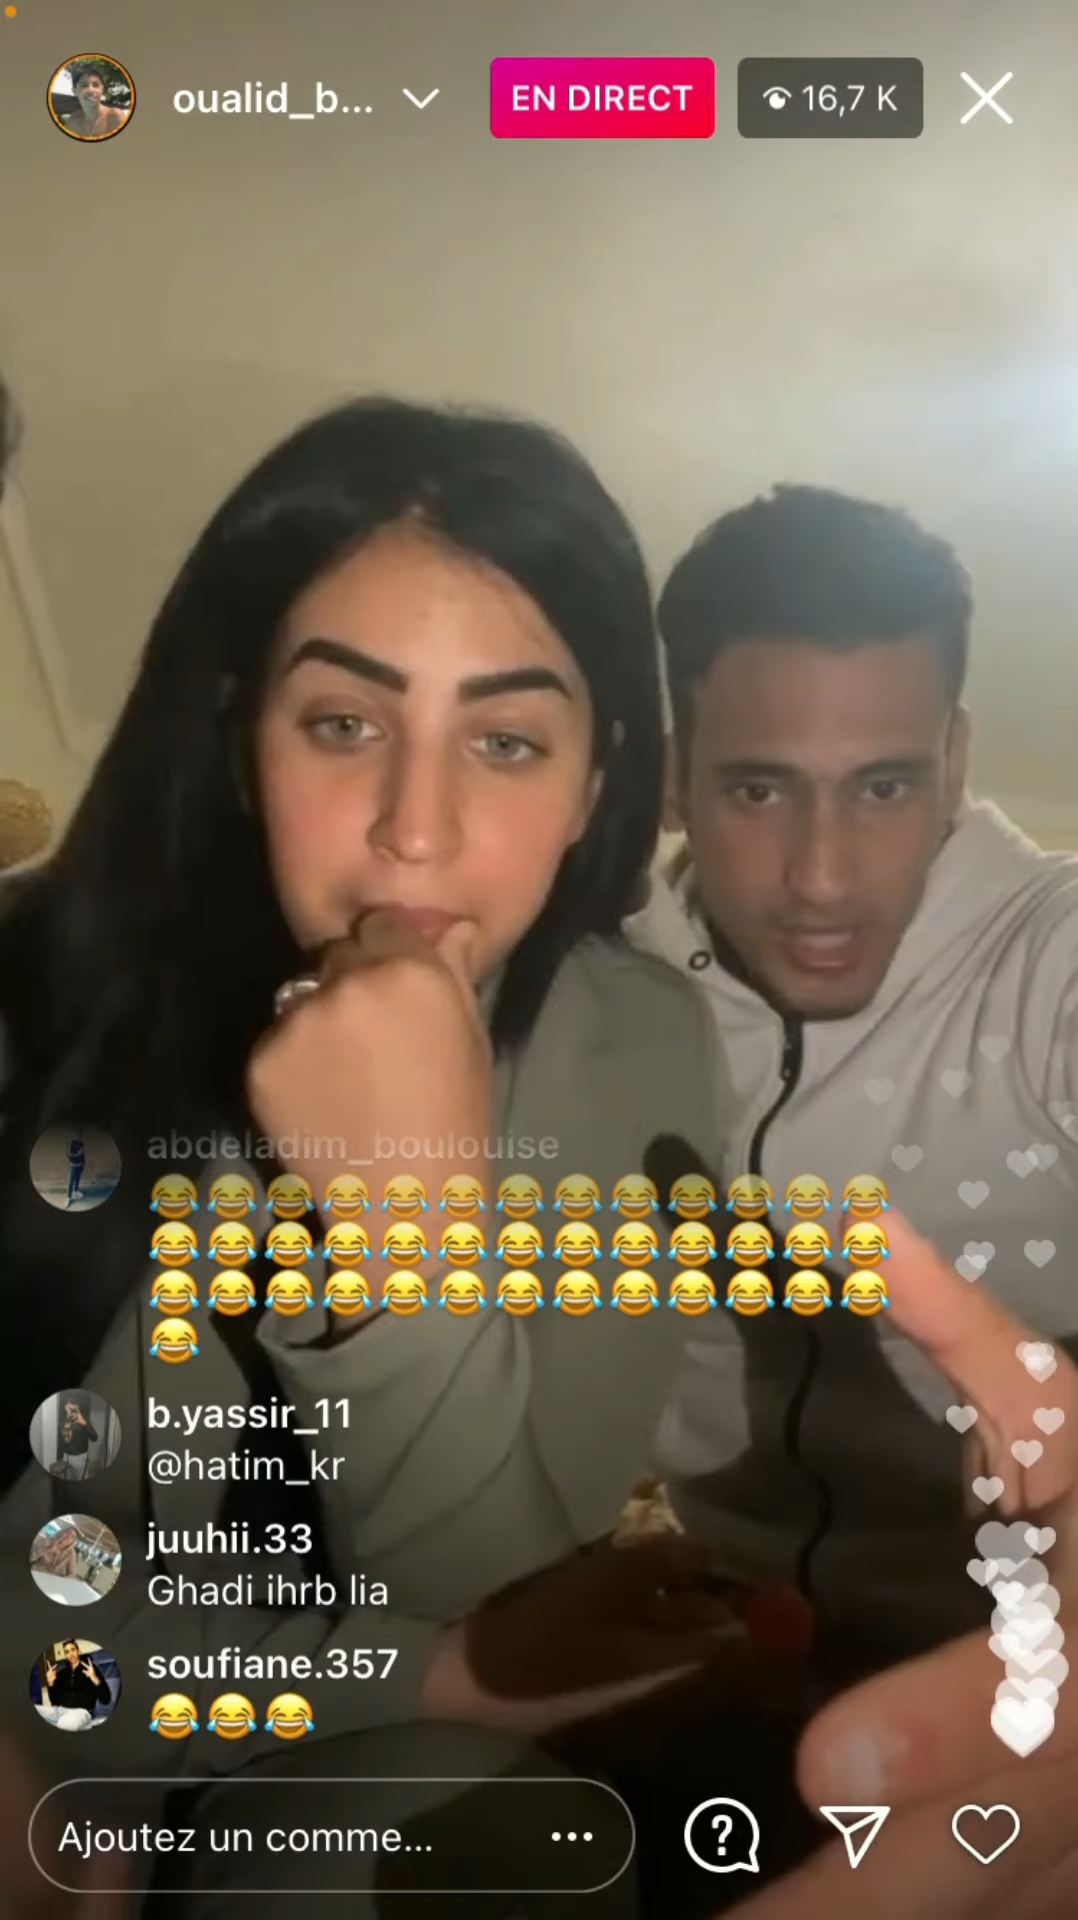 oualid_b...
EN DIRECT
16,7 K
abdeladim_boulouise
😂😂😂😂😂😂😂😂😂😂😂😂😂
😂😂😂😂😂😂😂😂😂😂😂😂😂
😂😂😂😂😂😂😂😂😂😂😂😂😂
😂
b.yassir_11
@hatim_kr
juuhii.33
Ghadi ihrb lia
soufiane.357
😂😂😂
Ajoutez un comme...